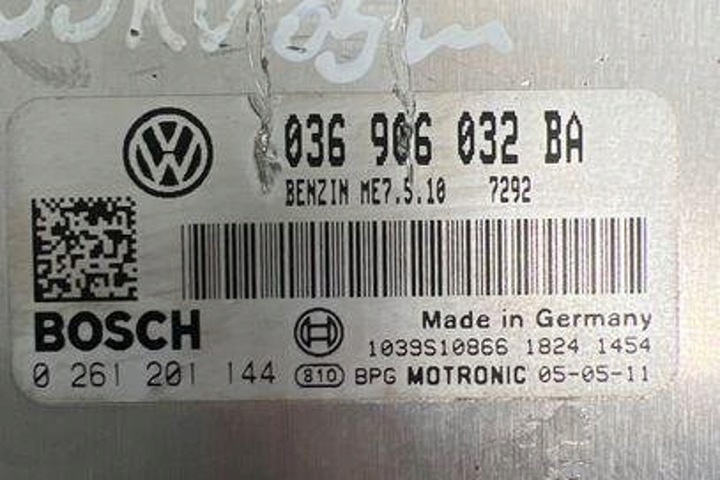 036 906 032 BA
BENZIN ME7.5.10 7292
BOSCH
Made in Germany
1039S10866 1824 1454
0 261 201 144
810 BPG MOTRONIC 05-05-11